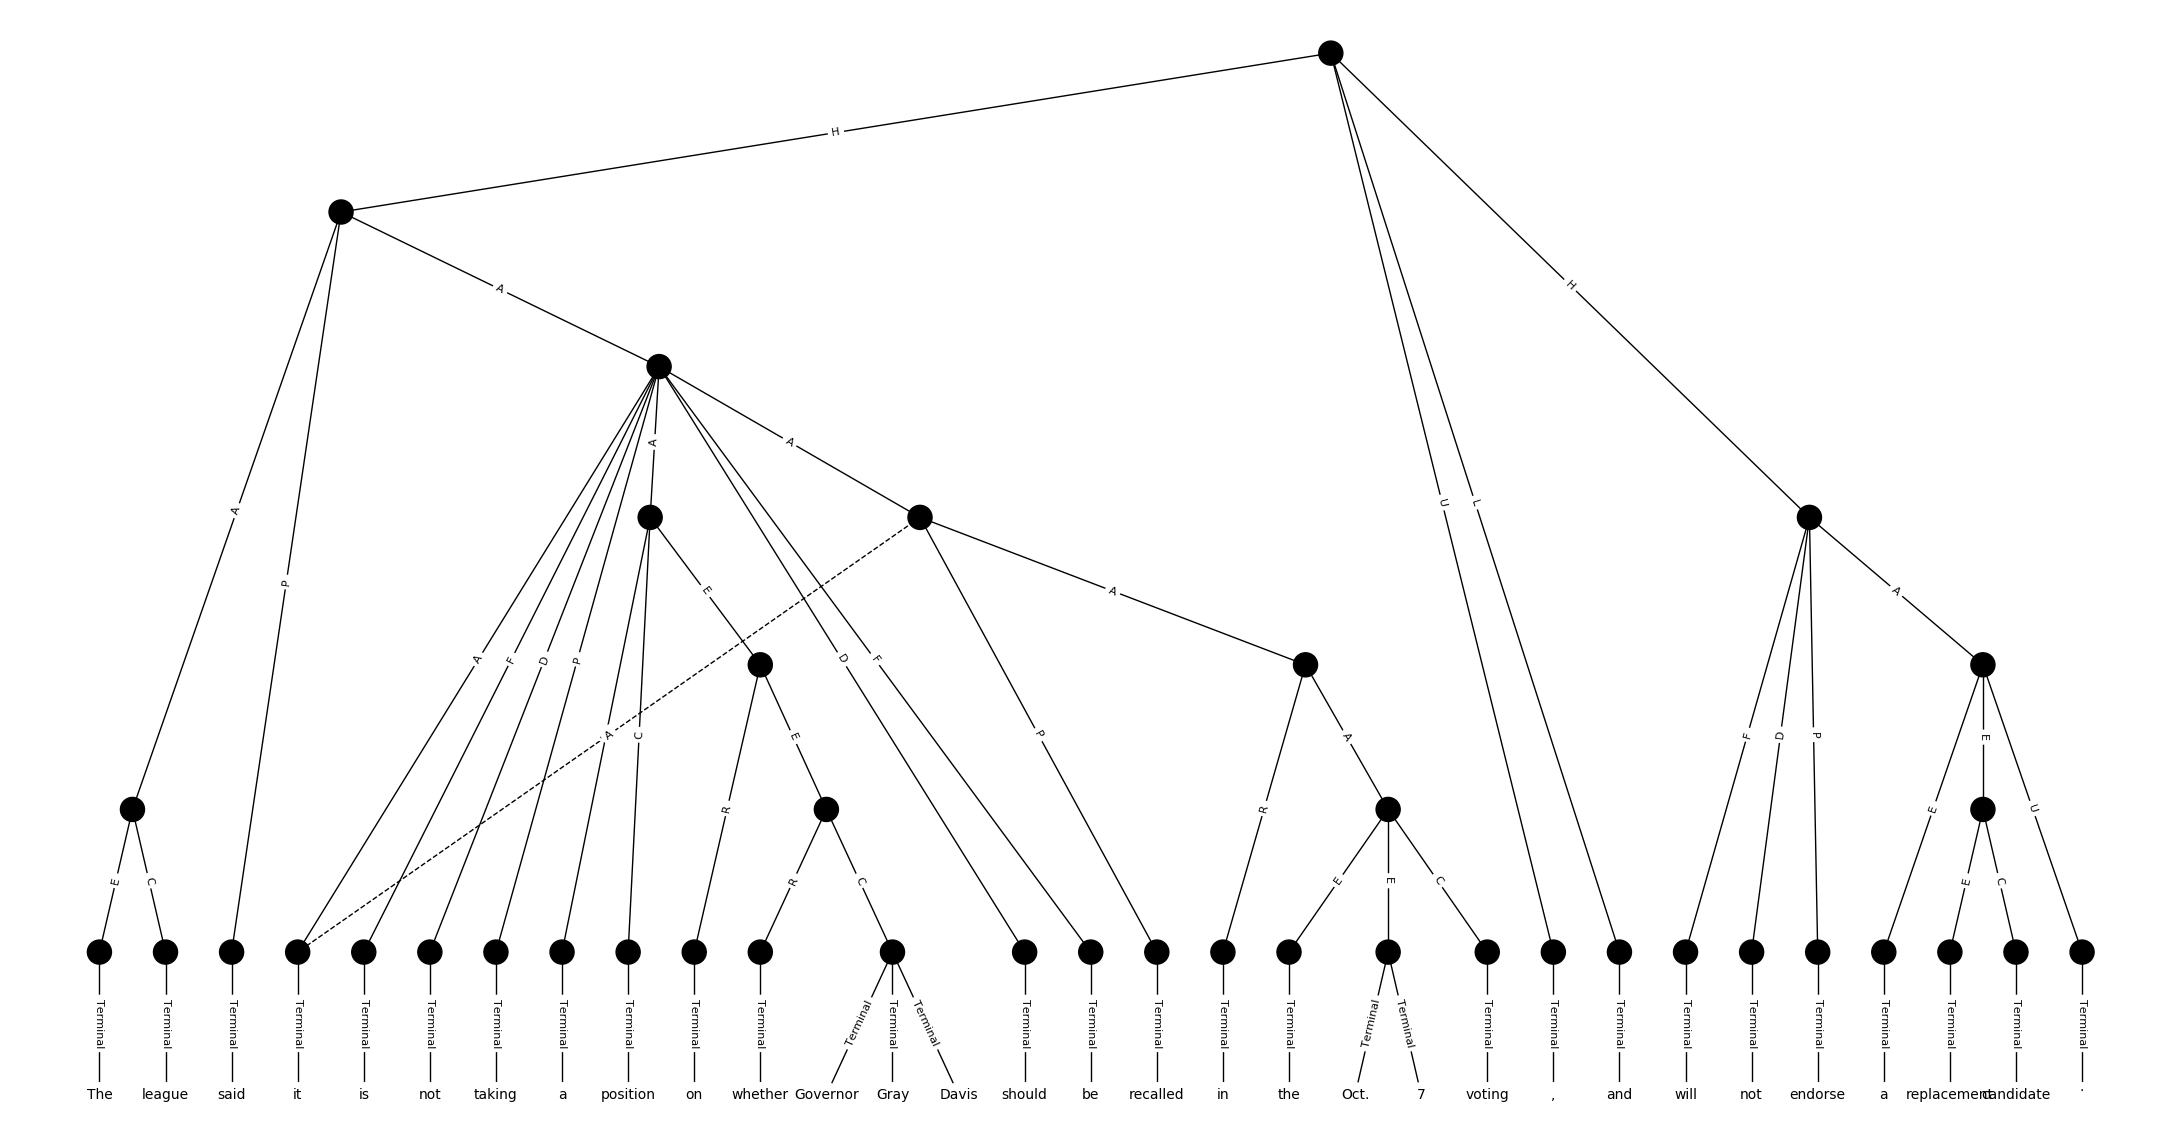 H
A
H
A
P
A
A
U
L
A
F
D
P
A
E
D
F
A
A
A
C
E
P
A
F
D
P
R
R
E
E
U
E
C
R
C
E
E
C
E
C
Terminal Terminal Terminal Terminal Terminal Terminal Terminal Terminal Terminal Terminal Terminal Terminal Terminal Terminal Terminal Terminal Terminal Terminal Terminal Terminal Terminal Terminal Terminal Terminal Terminal Terminal Terminal Terminal Terminal Terminal Terminal
The league said it is not taking a position on whether Governor Gray Davis should be recalled in the Oct. 7 voting , and will not endorse a replacement candidate .